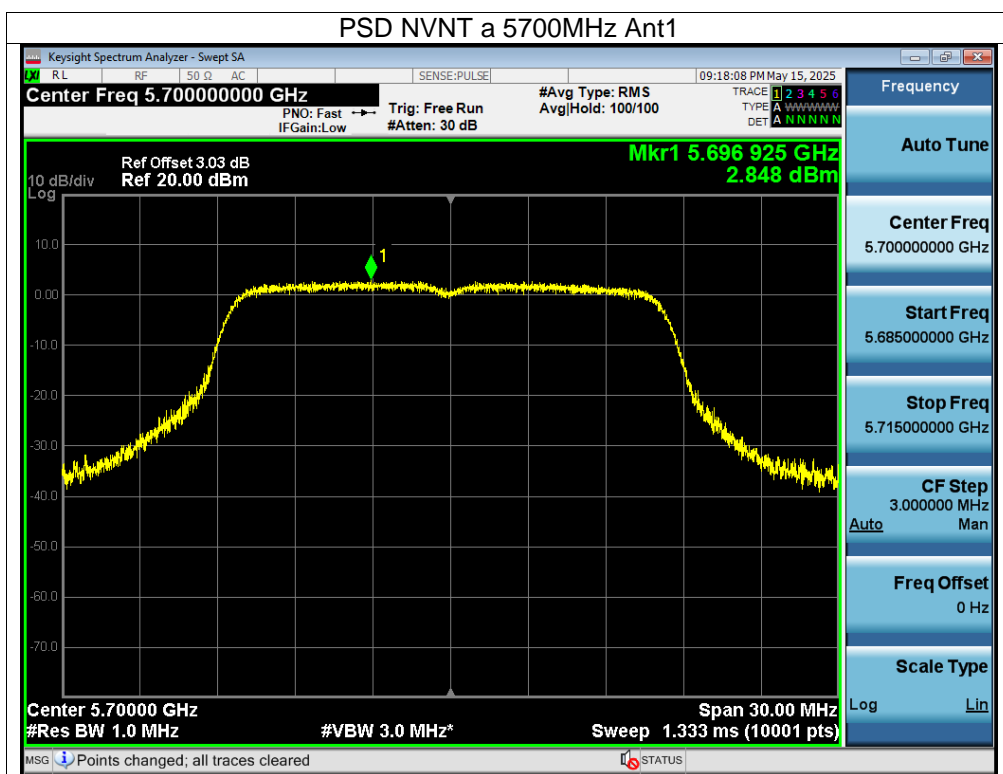 PSD NVNT a 5700MHz Ant1
Keysight Spectrum Analyzer - Swept SA
LXI RL RF 50 Ω AC SENSE:PULSE 09:18:08 PM May 15, 2025
Center Freq 5.700000000 GHz
PNO: Fast
IFGain:Low
Trig: Free Run
#Atten: 30 dB
#Avg Type: RMS
Avg|Hold: 100/100
TRACE 1 2 3 4 5 6
TYPE A WWWWW
DET A N N N N N
Ref Offset 3.03 dB
Ref 20.00 dBm
10 dB/div
Log
Mkr1 5.696 925 GHz
2.848 dBm
10.0
0.00
-10.0
-20.0
-30.0
-40.0
-50.0
-60.0
-70.0
1
Center 5.70000 GHz
#Res BW 1.0 MHz
#VBW 3.0 MHz*
Span 30.00 MHz
Sweep 1.333 ms (10001 pts)
MSG Points changed; all traces cleared STATUS
Frequency
Auto Tune
Center Freq
5.700000000 GHz
Start Freq
5.685000000 GHz
Stop Freq
5.715000000 GHz
CF Step
3.000000 MHz
Auto Man
Freq Offset
0 Hz
Scale Type
Log Lin